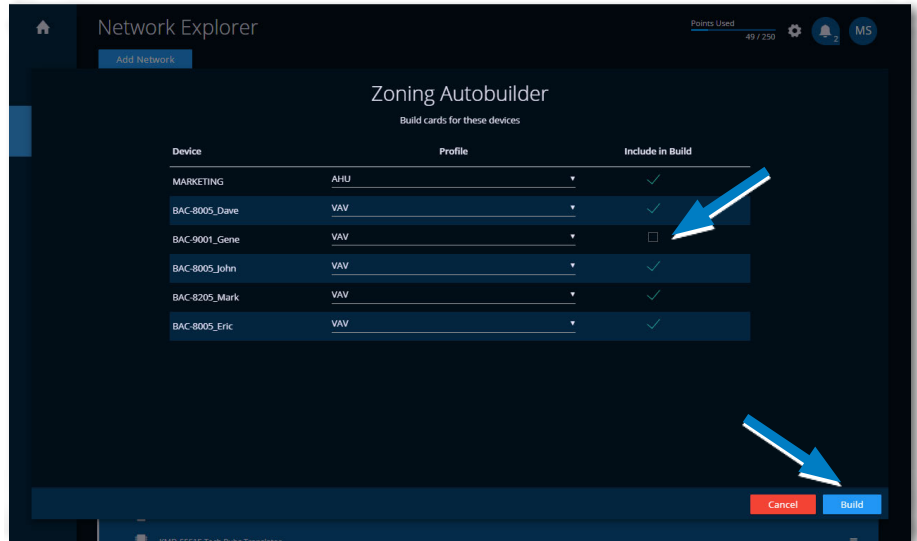 Network Explorer
Points Used
49 / 250
2
MS
Add Network
Zoning Autobuilder
Build cards for these devices
Device Profile Include in Build
MARKETING AHU
BAC-8005_Dave VAV
BAC-9001_Gene VAV
BAC-8005_John VAV
BAC-8205_Mark VAV
BAC-8005_Eric VAV
Cancel Build